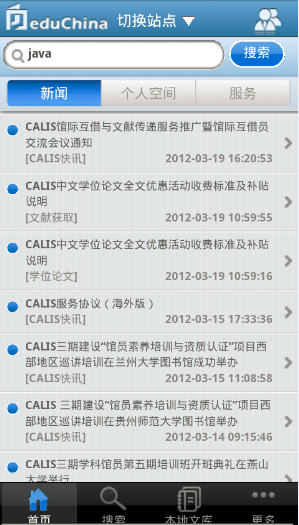 eduChina 切换站点
java 搜索
新闻 个人空间 服务
CALIS馆际互借与文献传递服务推广暨馆际互借员
交流会议通知
[CALIS快讯] 2012-03-19 16:20:53
CALIS中文学位论文全文优惠活动收费标准及补贴
说明
[文献获取] 2012-03-19 10:59:55
CALIS中文学位论文全文优惠活动收费标准及补贴
说明
[学位论文] 2012-03-19 10:59:16
CALIS服务协议（海外版）
[CALIS快讯] 2012-03-15 17:33:36
CALIS三期建设“馆员素养培训与资质认证”项目西
部地区巡讲培训在兰州大学图书馆成功举办
[CALIS快讯] 2012-03-15 11:08:58
CALIS 三期建设“馆员素养培训与资质认证”项目西
部地区巡讲培训在贵州师范大学图书馆举办
[CALIS快讯] 2012-03-14 09:15:46
CALIS三期学科馆员第五期培训班开班典礼在燕山
大学举行
首页 搜索 本地文库 更多